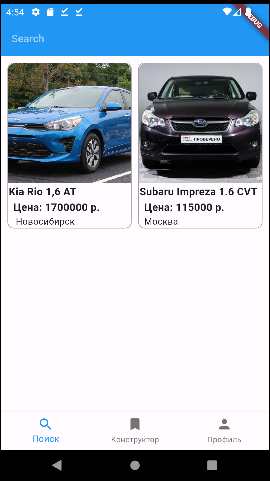 4:54
DEBUG
Search
ПРОВЕРЕНО
Kia Rio 1,6 AT
Цена: 1700000 р.
Новосибирск
Subaru Impreza 1.6 CVT
Цена: 115000 р.
Москва
Поиск
Конструктор
Профиль